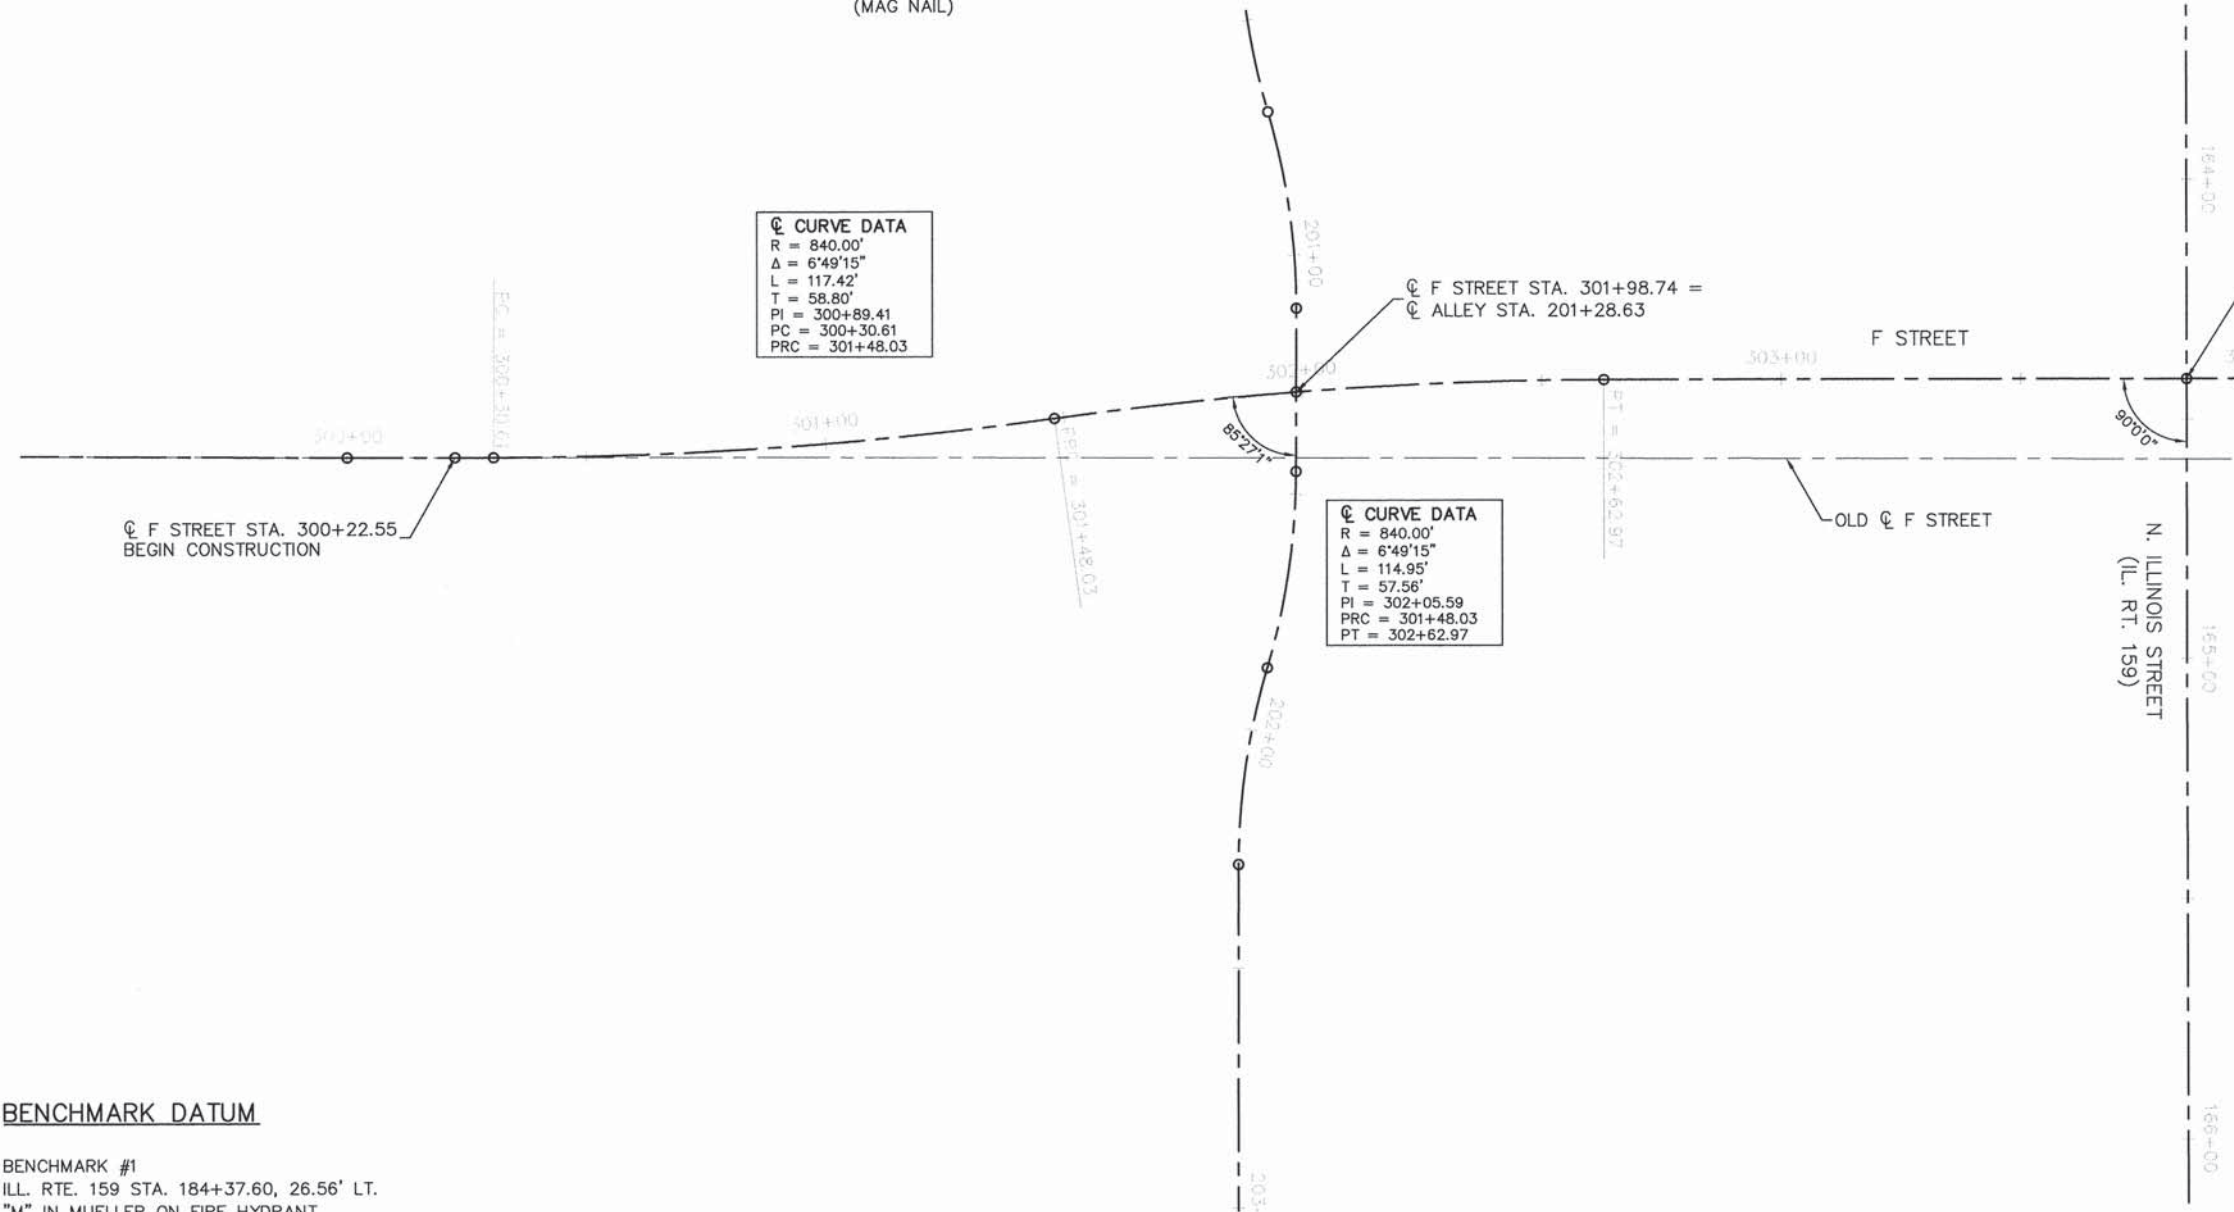 (MAG NAIL)
℄ CURVE DATA
R = 840.00'
Δ = 6°49'15"
L = 117.42'
T = 58.80'
PI = 300+89.41
PC = 300+30.61
PRC = 301+48.03
201+00
164+00
℄ F STREET STA. 301+98.74 =
℄ ALLEY STA. 201+28.63
F STREET
PC = 300+30.61
300+00
301+00
302+00
303+00
85°27'1"
90°0'0"
℄ F STREET STA. 300+22.55
BEGIN CONSTRUCTION
= 301+48.03
PT = 302+62.97
℄ CURVE DATA
R = 840.00'
Δ = 6°49'15"
L = 114.95'
T = 57.56'
PI = 302+05.59
PRC = 301+48.03
PT = 302+62.97
OLD ℄ F STREET
N. ILLINOIS STREET
(IL. RT. 159)
165+00
202+00
166+00
203+
BENCHMARK DATUM
BENCHMARK #1
ILL. RTE. 159 STA. 184+37.60, 26.56' LT.
"M" IN MUELLER ON FIRE HYDRANT